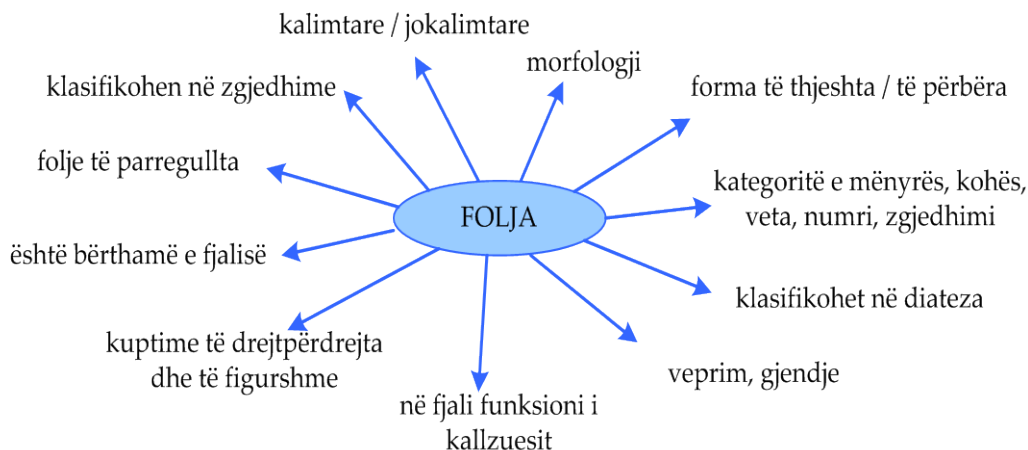 kalimtare / jokalimtare
morfologji
klasifikohen në zgjedhime
forma të thjeshta / të përbëra
folje të parregullta
kategoritë e mënyrës, kohës,
veta, numri, zgjedhimi
FOLJA
është bërthamë e fjalisë
klasifikohet në diateza
kuptime të drejtpërdrejta
dhe të figurshme
veprim, gjendje
në fjali funksioni i
kallzuesit